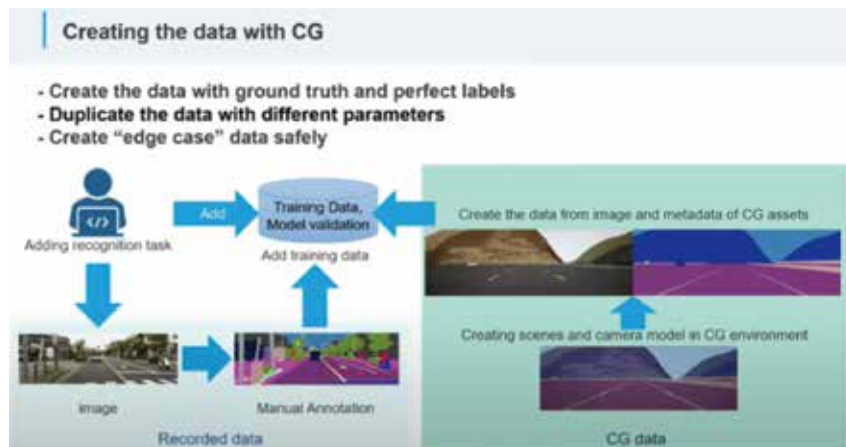 Creating the data with CG
- Create the data with ground truth and perfect labels
- Duplicate the data with different parameters
- Create “edge case” data safely
</>
Adding recognition task
Add
Training Data,
Model validation
Add training data
Create the data from image and metadata of CG assets
Creating scenes and camera model in CG environment
Image
Manual Annotation
Recorded data
CG data